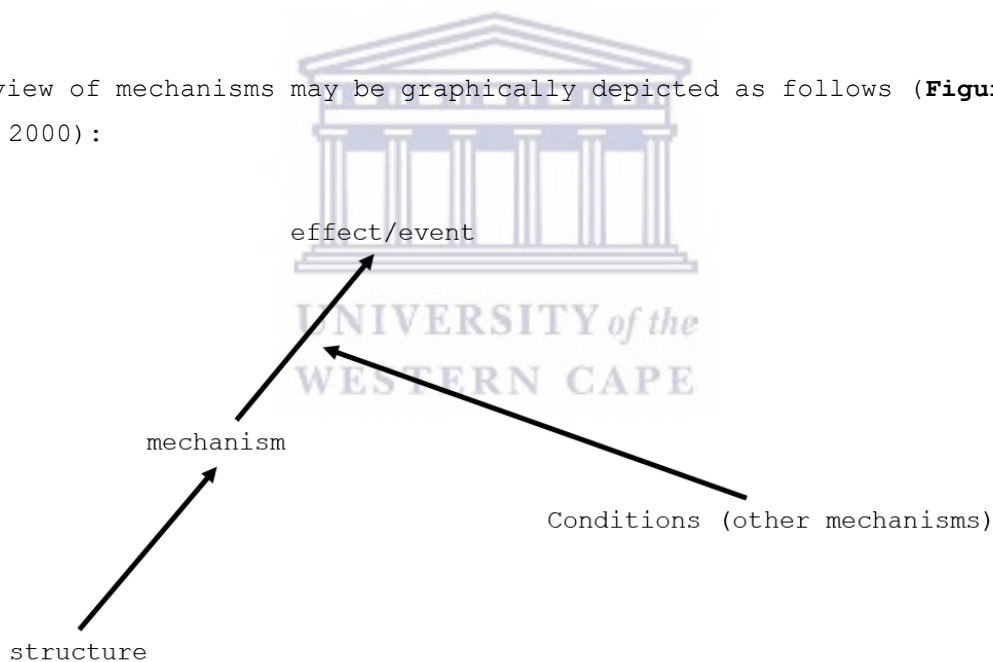 view of mechanisms may be graphically depicted as follows (Figur
2000):
effect/event
UNIVERSITY of the
WESTERN CAPE
mechanism
Conditions (other mechanisms)
structure